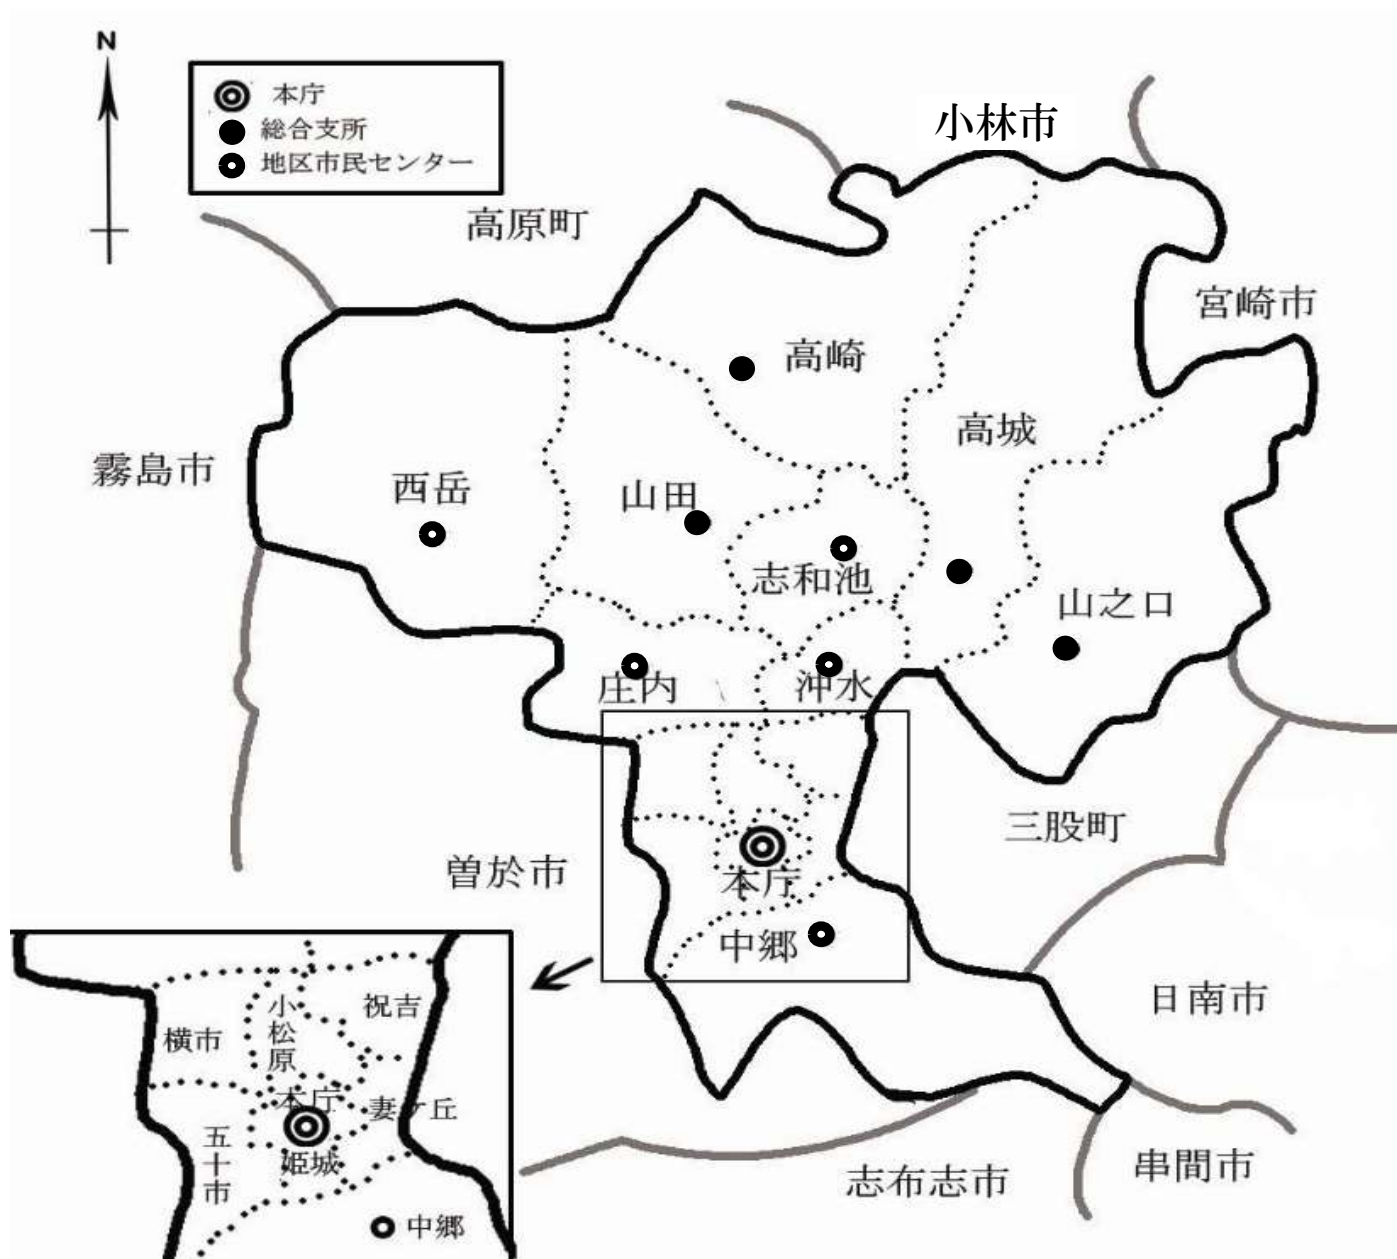 N
本庁
総合支所
地区市民センター
小林市
高原町
宮崎市
高崎
高城
霧島市
西岳
山田
志和池
山之口
庄内
沖水
三股町
曽於市
本庁
中郷
日南市
志布志市
串間市
小松原
祝吉
横市
本庁
妻ケ丘
五十市
姫城
中郷